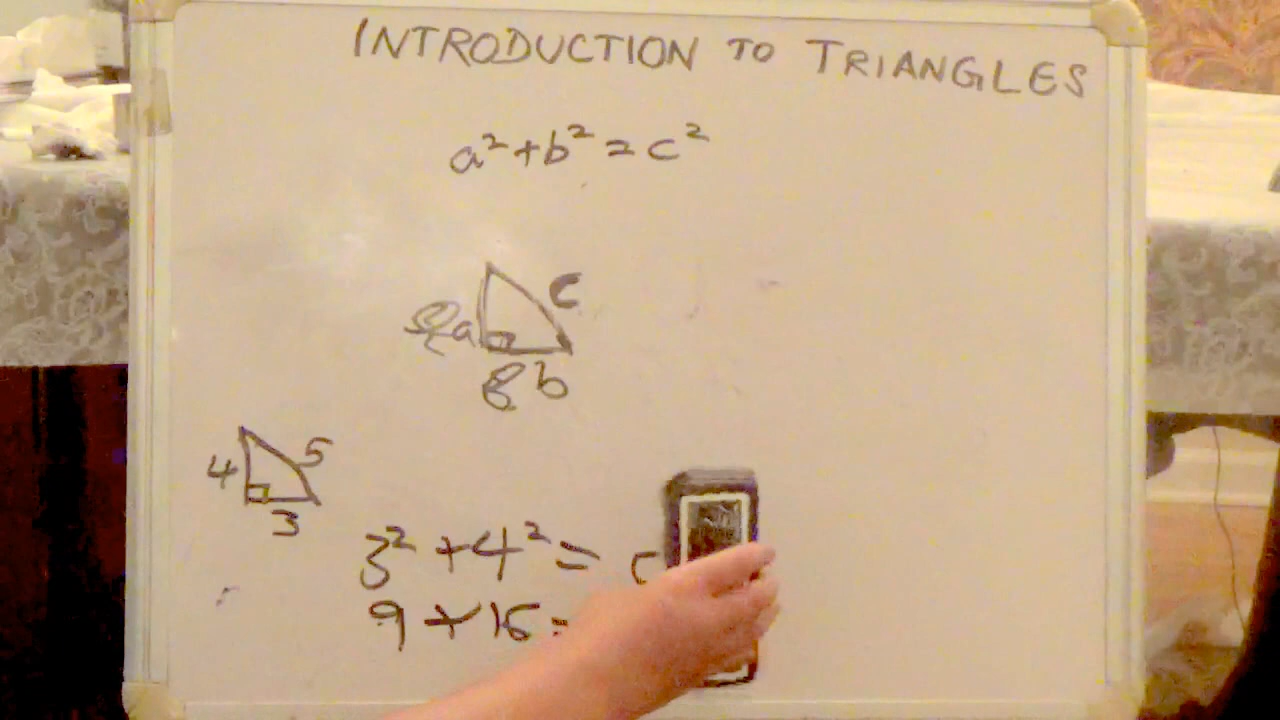 INTRODUCTION TO TRIANGLES
a² + b² = c²
c
a
b
4 5
3
3² + 4² = c
9 + 16 =